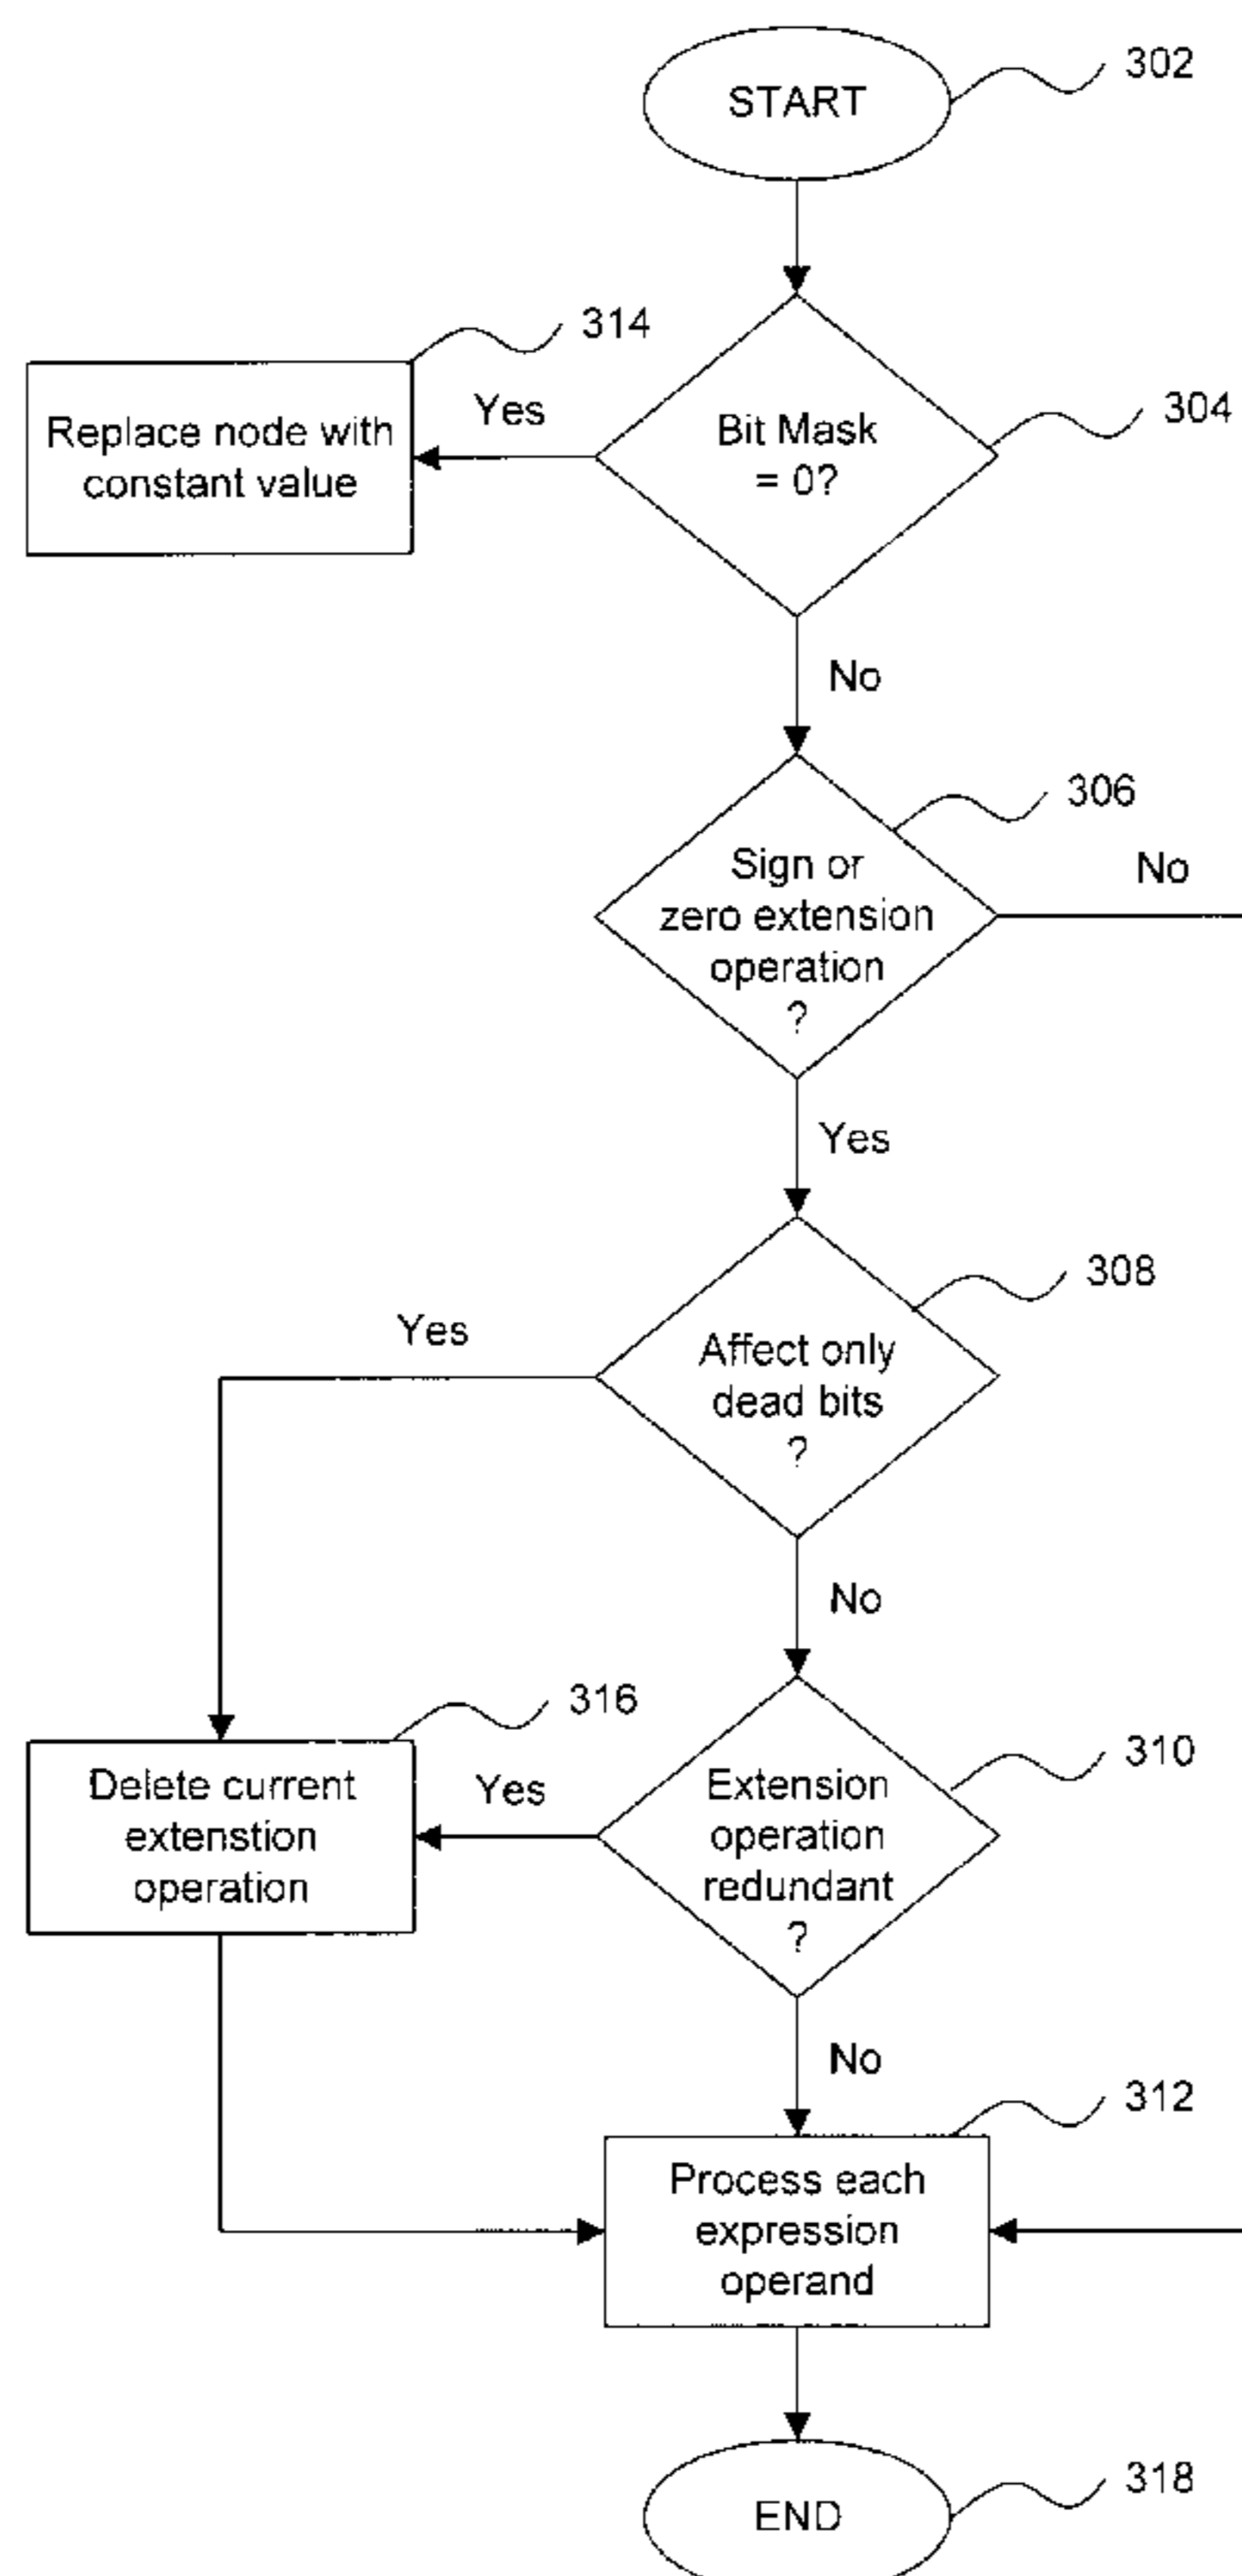 START
302
314
Replace node with
constant value
Yes
Bit Mask
= 0?
304
No
306
Sign or
zero extension
operation
?
No
Yes
308
Yes
Affect only
dead bits
?
No
316
Delete current
extenstion
operation
Yes
Extension
operation
redundant
?
310
No
312
Process each
expression
operand
END
318